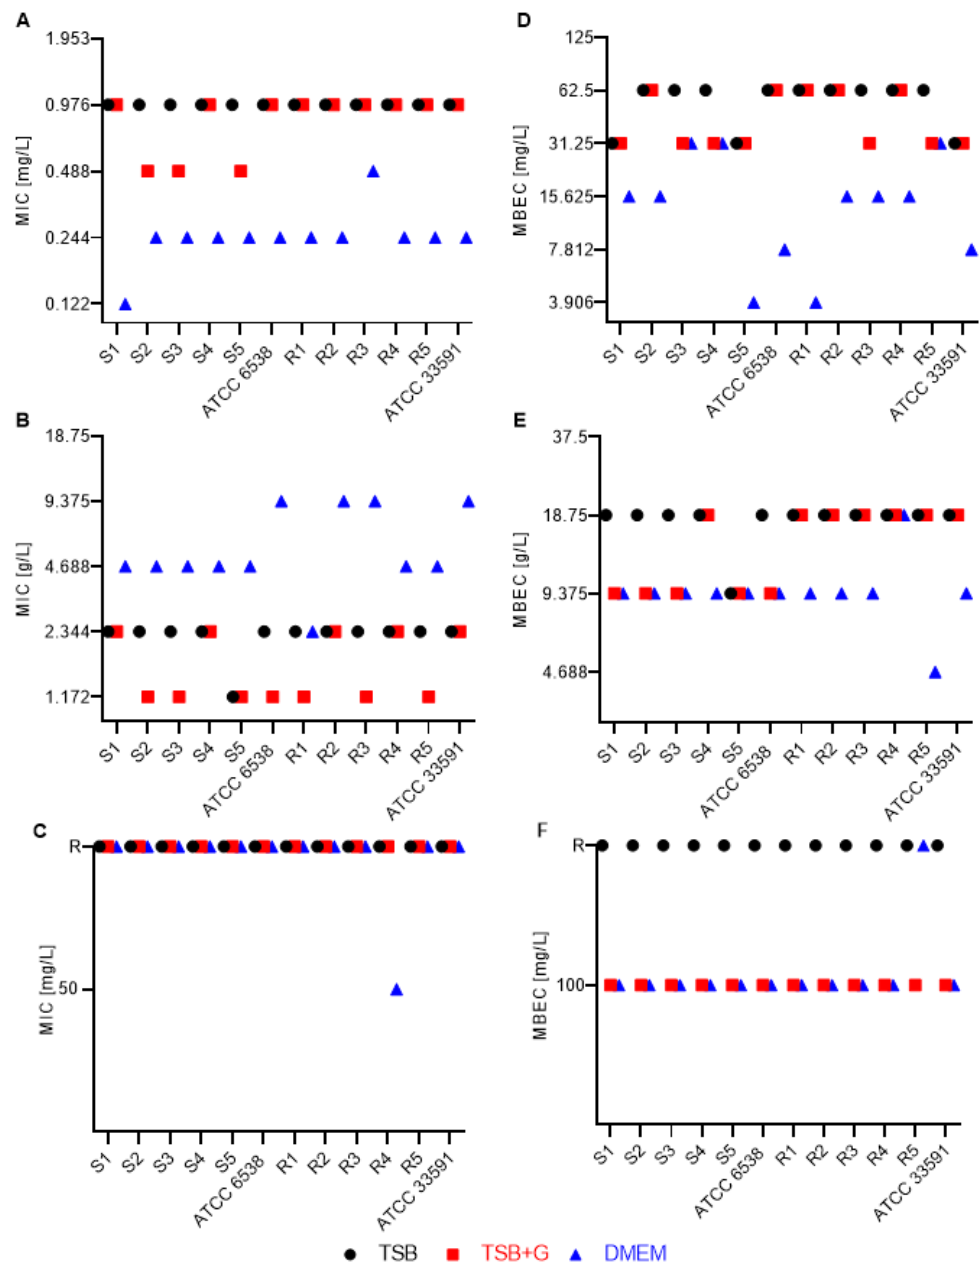 A
1.953
0.976
0.488
0.244
0.122
MIC [mg/L]
S1 S2 S3 S4 S5 ATCC 6538 R1 R2 R3 R4 R5 ATCC 33591
D
125
62.5
31.25
15.625
7.812
3.906
MBEC [mg/L]
S1 S2 S3 S4 S5 ATCC 6538 R1 R2 R3 R4 R5 ATCC 33591
B
18.75
9.375
4.688
2.344
1.172
MIC [g/L]
S1 S2 S3 S4 S5 ATCC 6538 R1 R2 R3 R4 R5 ATCC 33591
E
37.5
18.75
9.375
4.688
MBEC [g/L]
S1 S2 S3 S4 S5 ATCC 6538 R1 R2 R3 R4 R5 ATCC 33591
C
R
50
MIC [mg/L]
S1 S2 S3 S4 S5 ATCC 6538 R1 R2 R3 R4 R5 ATCC 33591
F
R
100
MBEC [mg/L]
S1 S2 S3 S4 S5 ATCC 6538 R1 R2 R3 R4 R5 ATCC 33591
TSB TSB+G DMEM